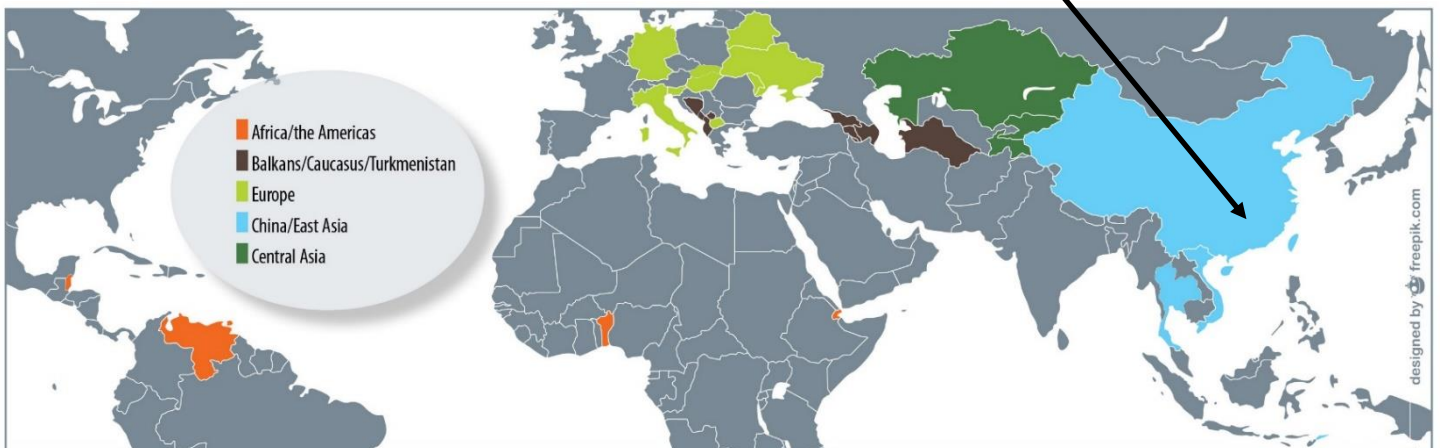 Africa/the Americas
Balkans/Caucasus/Turkmenistan
Europe
China/East Asia
Central Asia
designed by freepik.com